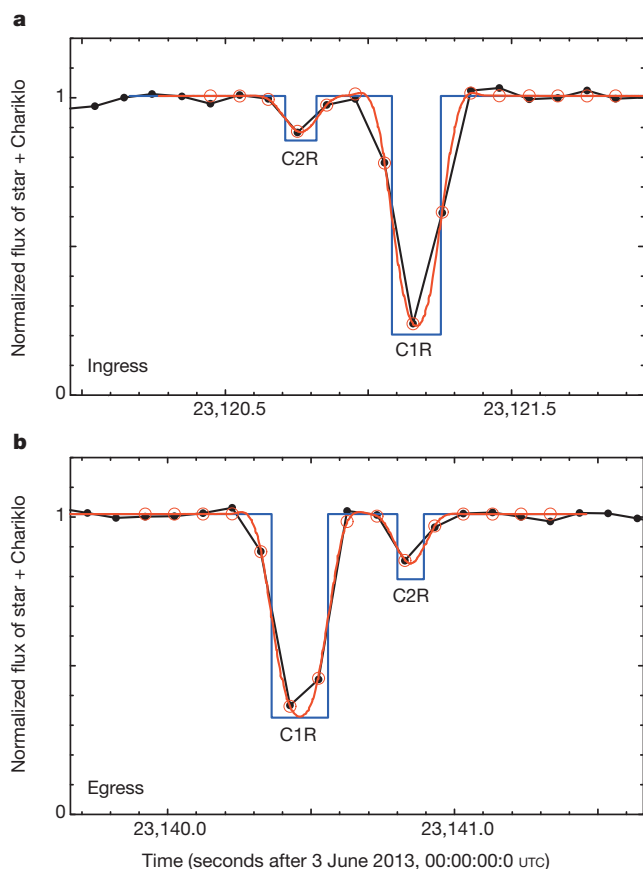 a
Normalized flux of star + Chariklo
1
0
C2R
C1R
Ingress
23,120.5 23,121.5
b
Normalized flux of star + Chariklo
1
0
C1R
C2R
Egress
23,140.0 23,141.0
Time (seconds after 3 June 2013, 00:00:00:0 UTC)